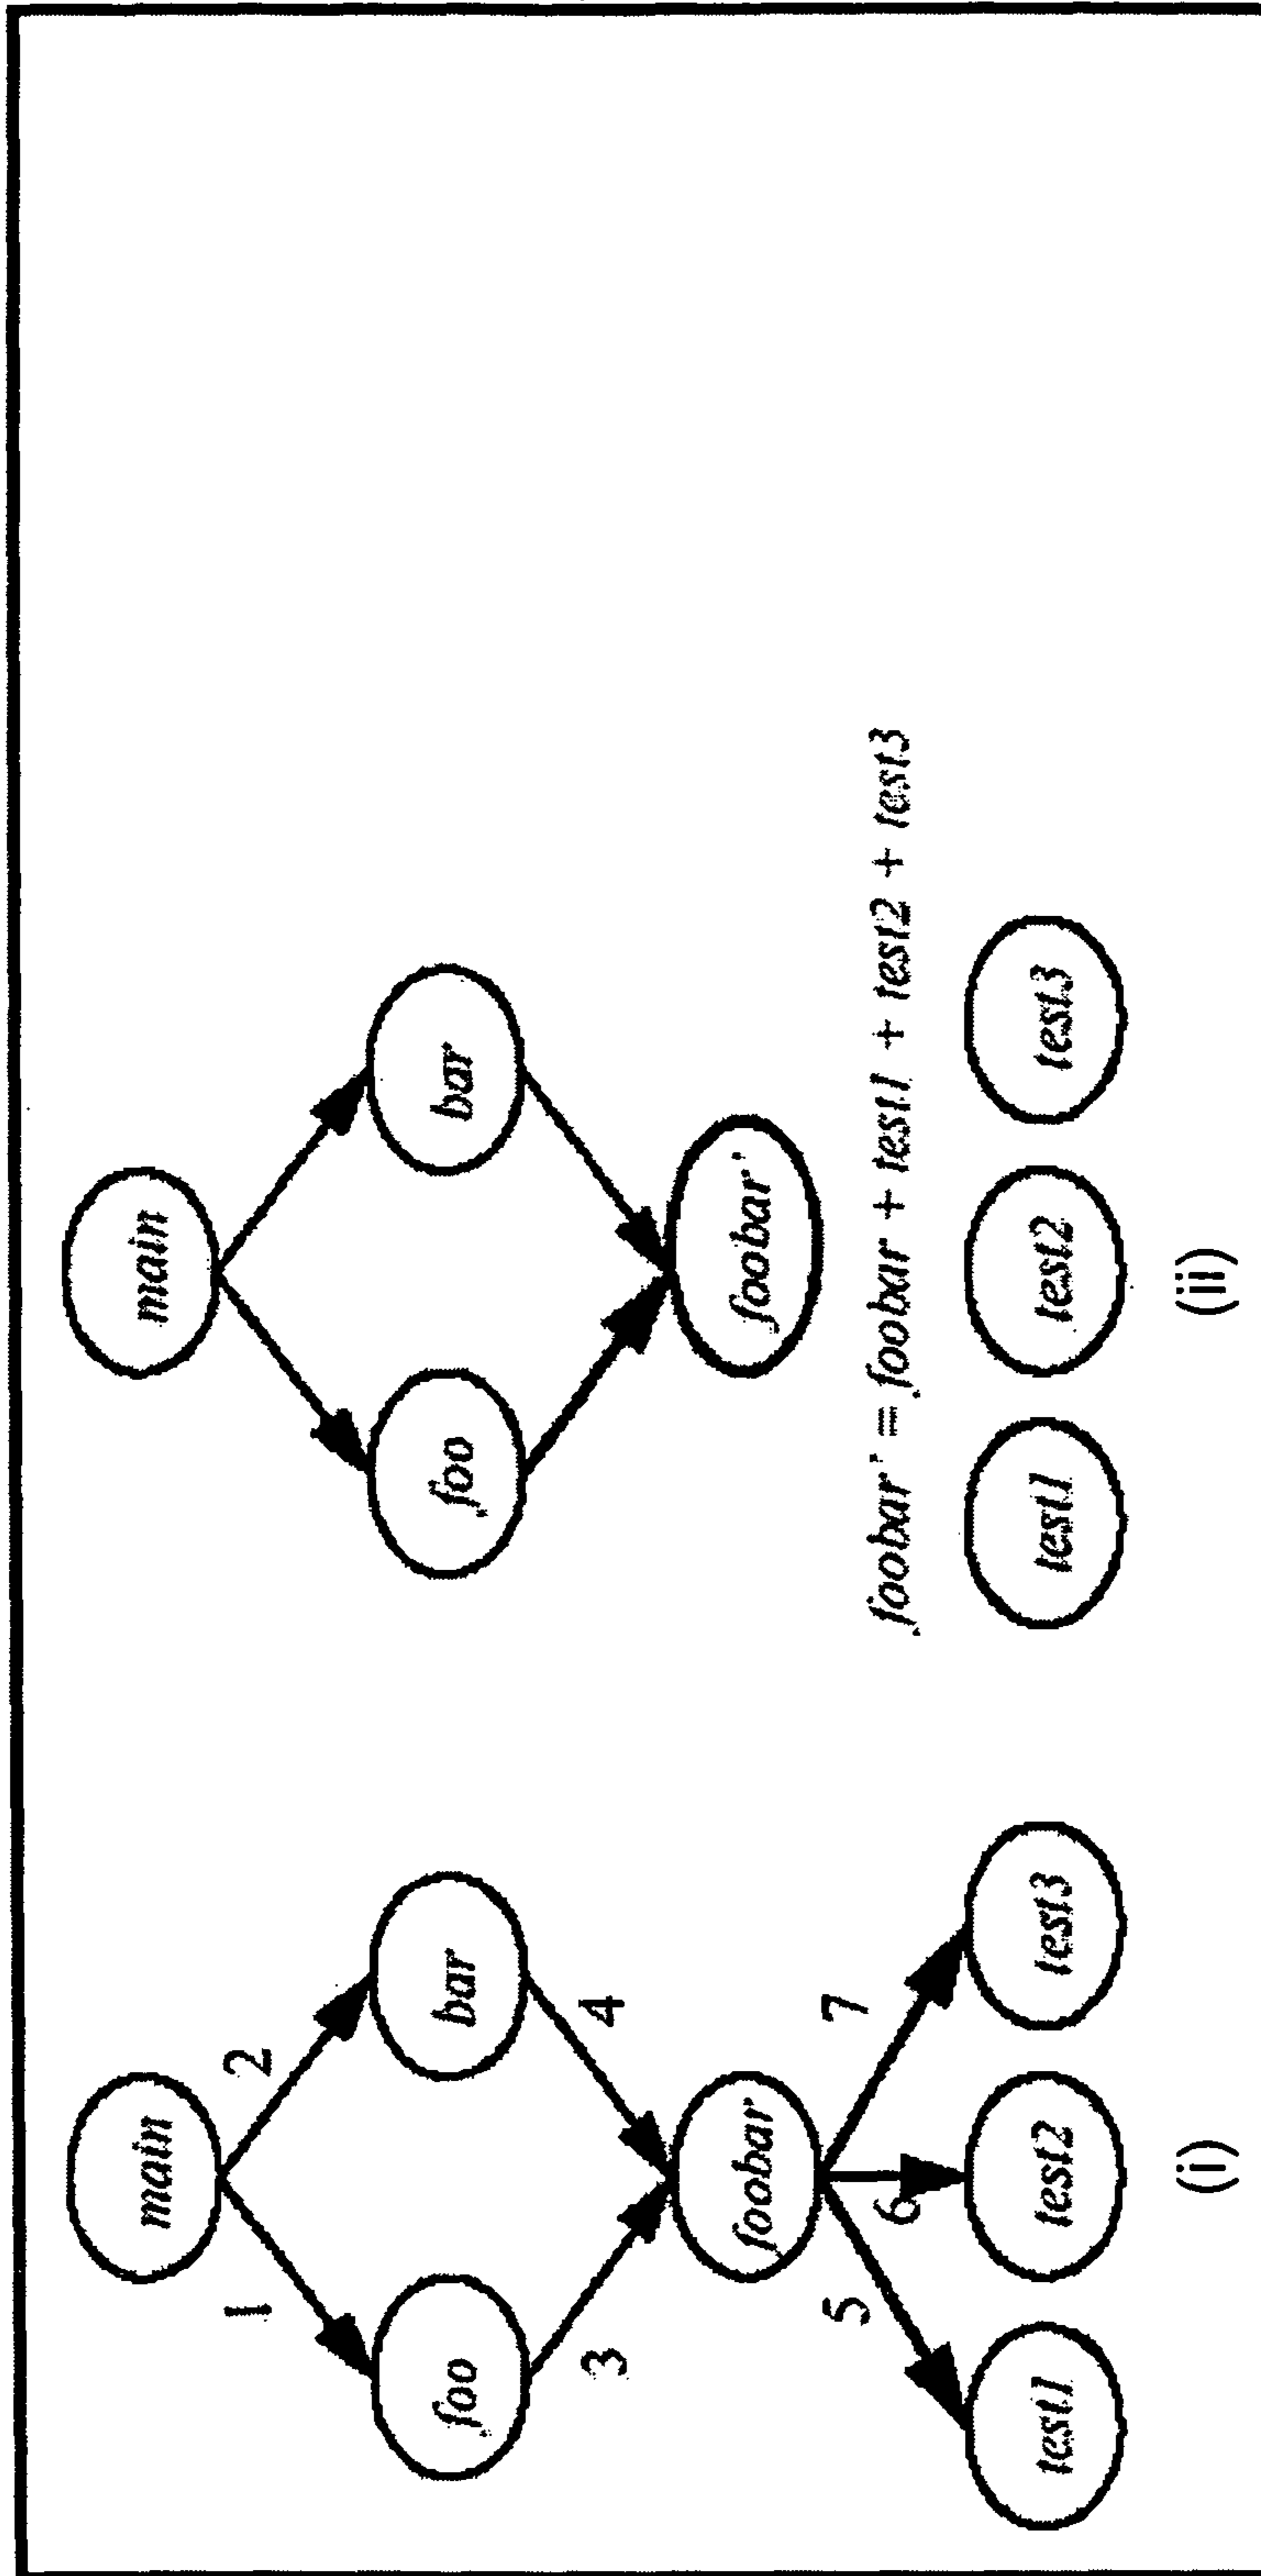 main
1
2
foo
bar
3
4
foobar
5
6
7
test1
test2
test3
(i)
main
foo
bar
foobar'
foobar' = foobar + test1 + test2 + test3
test1
test2
test3
(ii)